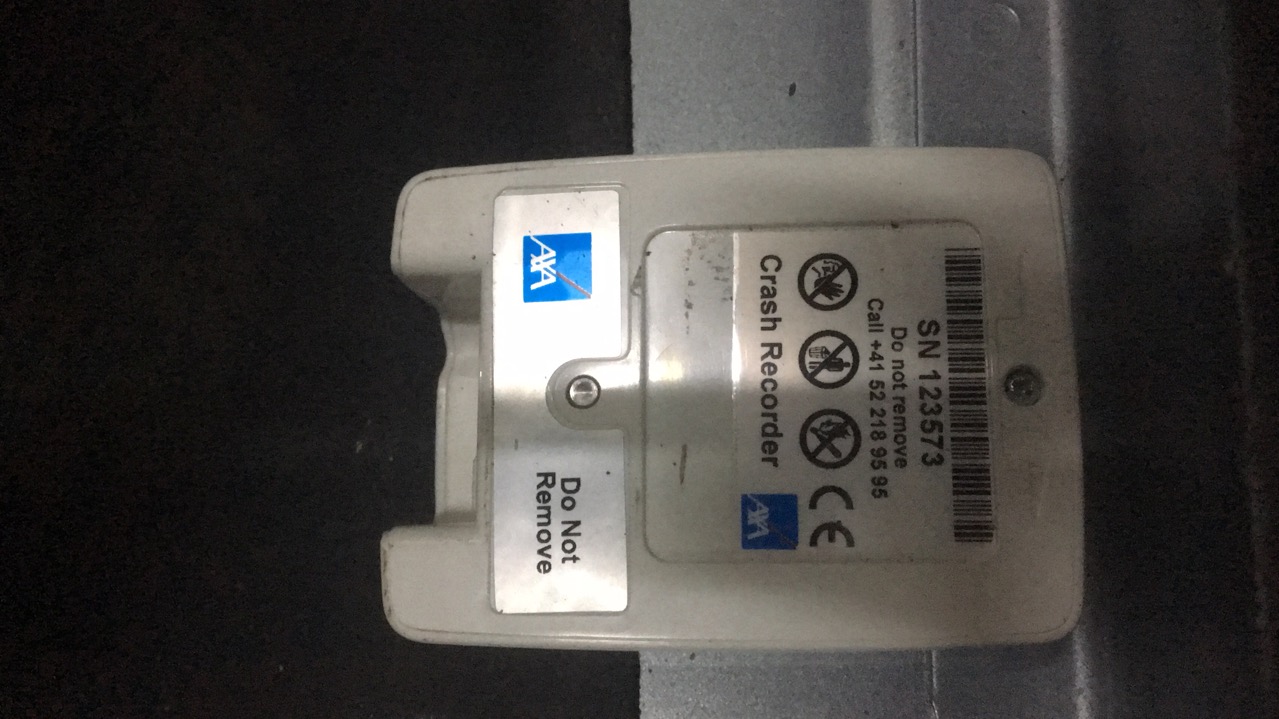 SN 123573
Do not remove
Call +41 52 218 95 95
CE
Crash Recorder
AXA
AXA
Do Not
Remove